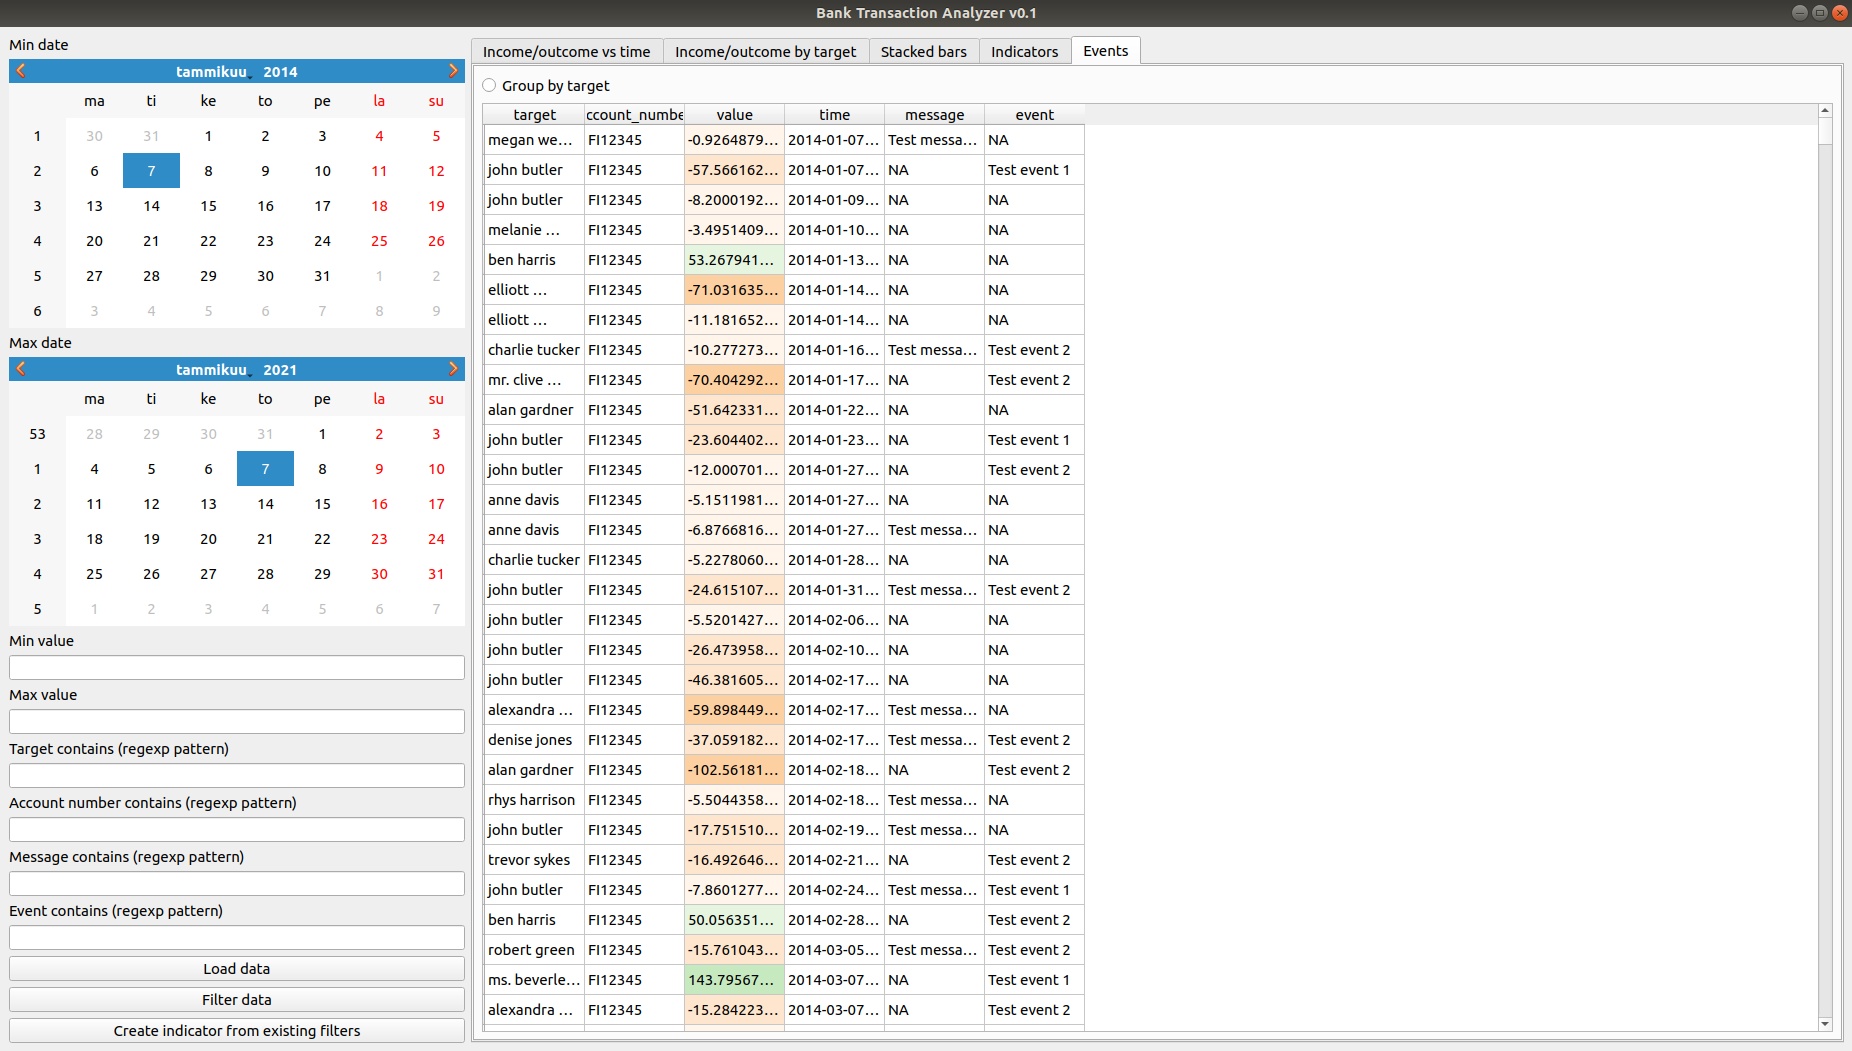 Bank Transaction Analyzer v0.1
Min date
tammikuu 2014
ma ti ke to pe la su
1 30 31 1 2 3 4 5
2 6 7 8 9 10 11 12
3 13 14 15 16 17 18 19
4 20 21 22 23 24 25 26
5 27 28 29 30 31 1 2
6 3 4 5 6 7 8 9
Max date
tammikuu 2021
ma ti ke to pe la su
53 28 29 30 31 1 2 3
1 4 5 6 7 8 9 10
2 11 12 13 14 15 16 17
3 18 19 20 21 22 23 24
4 25 26 27 28 29 30 31
5 1 2 3 4 5 6 7
Min value
Max value
Target contains (regexp pattern)
Account number contains (regexp pattern)
Message contains (regexp pattern)
Event contains (regexp pattern)
Load data
Filter data
Create indicator from existing filters
Income/outcome vs time Income/outcome by target Stacked bars Indicators Events
Group by target
target ccount_numbe value time message event
megan we... FI12345 -0.9264879... 2014-01-07... Test messa... NA
john butler FI12345 -57.566162... 2014-01-07... NA Test event 1
john butler FI12345 -8.2000192... 2014-01-09... NA NA
melanie ... FI12345 -3.4951409... 2014-01-10... NA NA
ben harris FI12345 53.267941... 2014-01-13... NA NA
elliott ... FI12345 -71.031635... 2014-01-14... NA NA
elliott ... FI12345 -11.181652... 2014-01-14... NA NA
charlie tucker FI12345 -10.277273... 2014-01-16... Test messa... Test event 2
mr. clive ... FI12345 -70.404292... 2014-01-17... NA Test event 2
alan gardner FI12345 -51.642331... 2014-01-22... NA NA
john butler FI12345 -23.604402... 2014-01-23... NA Test event 1
john butler FI12345 -12.000701... 2014-01-27... NA Test event 2
anne davis FI12345 -5.1511981... 2014-01-27... NA NA
anne davis FI12345 -6.8766816... 2014-01-27... Test messa... NA
charlie tucker FI12345 -5.2278060... 2014-01-28... NA NA
john butler FI12345 -24.615107... 2014-01-31... Test messa... Test event 2
john butler FI12345 -5.5201427... 2014-02-06... NA NA
john butler FI12345 -26.473958... 2014-02-10... NA NA
john butler FI12345 -46.381605... 2014-02-17... NA NA
alexandra ... FI12345 -59.898449... 2014-02-17... Test messa... NA
denise jones FI12345 -37.059182... 2014-02-17... Test messa... Test event 2
alan gardner FI12345 -102.56181... 2014-02-18... NA Test event 2
rhys harrison FI12345 -5.5044358... 2014-02-18... Test messa... NA
john butler FI12345 -17.751510... 2014-02-19... Test messa... NA
trevor sykes FI12345 -16.492646... 2014-02-21... NA Test event 2
john butler FI12345 -7.8601277... 2014-02-24... Test messa... Test event 1
ben harris FI12345 50.056351... 2014-02-28... NA Test event 2
robert green FI12345 -15.761043... 2014-03-05... Test messa... Test event 2
ms. beverle... FI12345 143.79567... 2014-03-07... NA Test event 1
alexandra ... FI12345 -15.284223... 2014-03-07... NA Test event 2